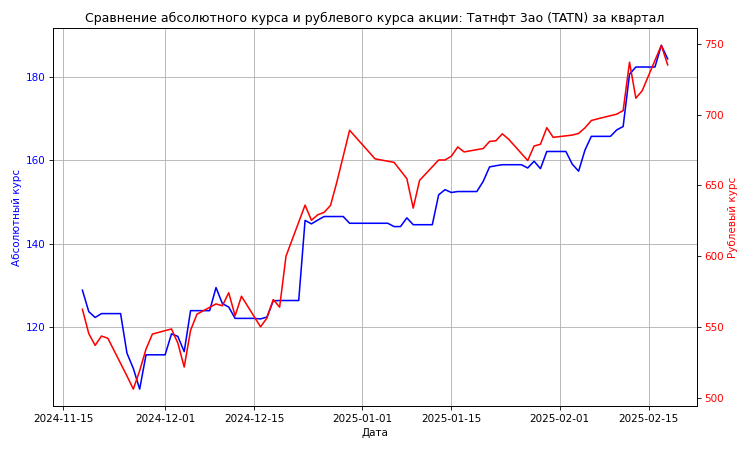 Сравнение абсолютного курса и рублевого курса акции: Татнфт 3ао (TATN) за квартал
Абсолютный курс
180
160
140
120
750
700
650
600
550
500
Рублевый курс
2024-11-15 2024-12-01 2024-12-15 2025-01-01 2025-01-15 2025-02-01 2025-02-15
Дата